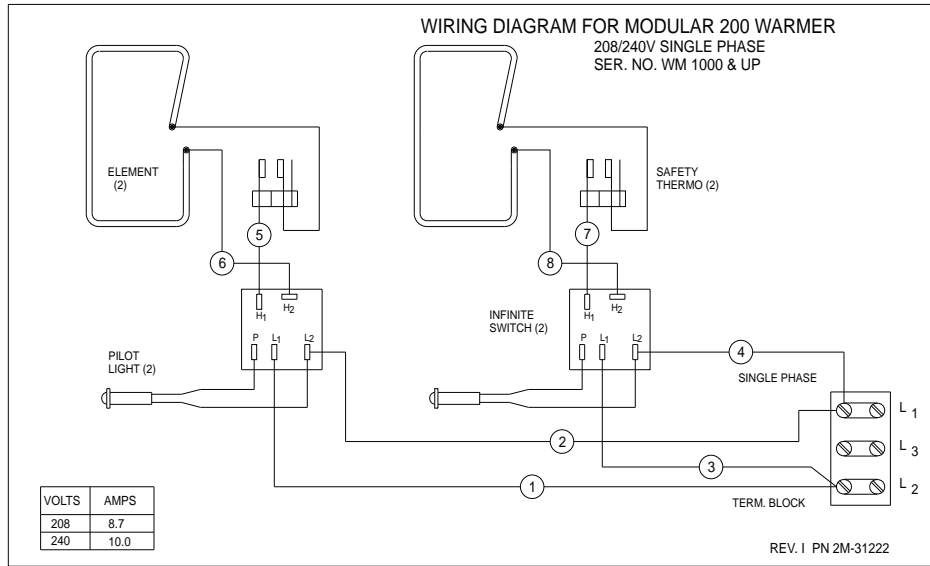 WIRING DIAGRAM FOR MODULAR 200 WARMER
208/240V SINGLE PHASE
SER. NO. WM 1000 & UP
ELEMENT
(2)
SAFETY
THERMO (2)
5
6
7
8
H1
H2
H1
H2
P
L1
L2
INFINITE
SWITCH (2)
P
L1
L2
4
PILOT
LIGHT (2)
SINGLE PHASE
L 1
2
L 3
3
1
L 2
TERM. BLOCK
VOLTS AMPS
208 8.7
240 10.0
REV. I PN 2M-31222